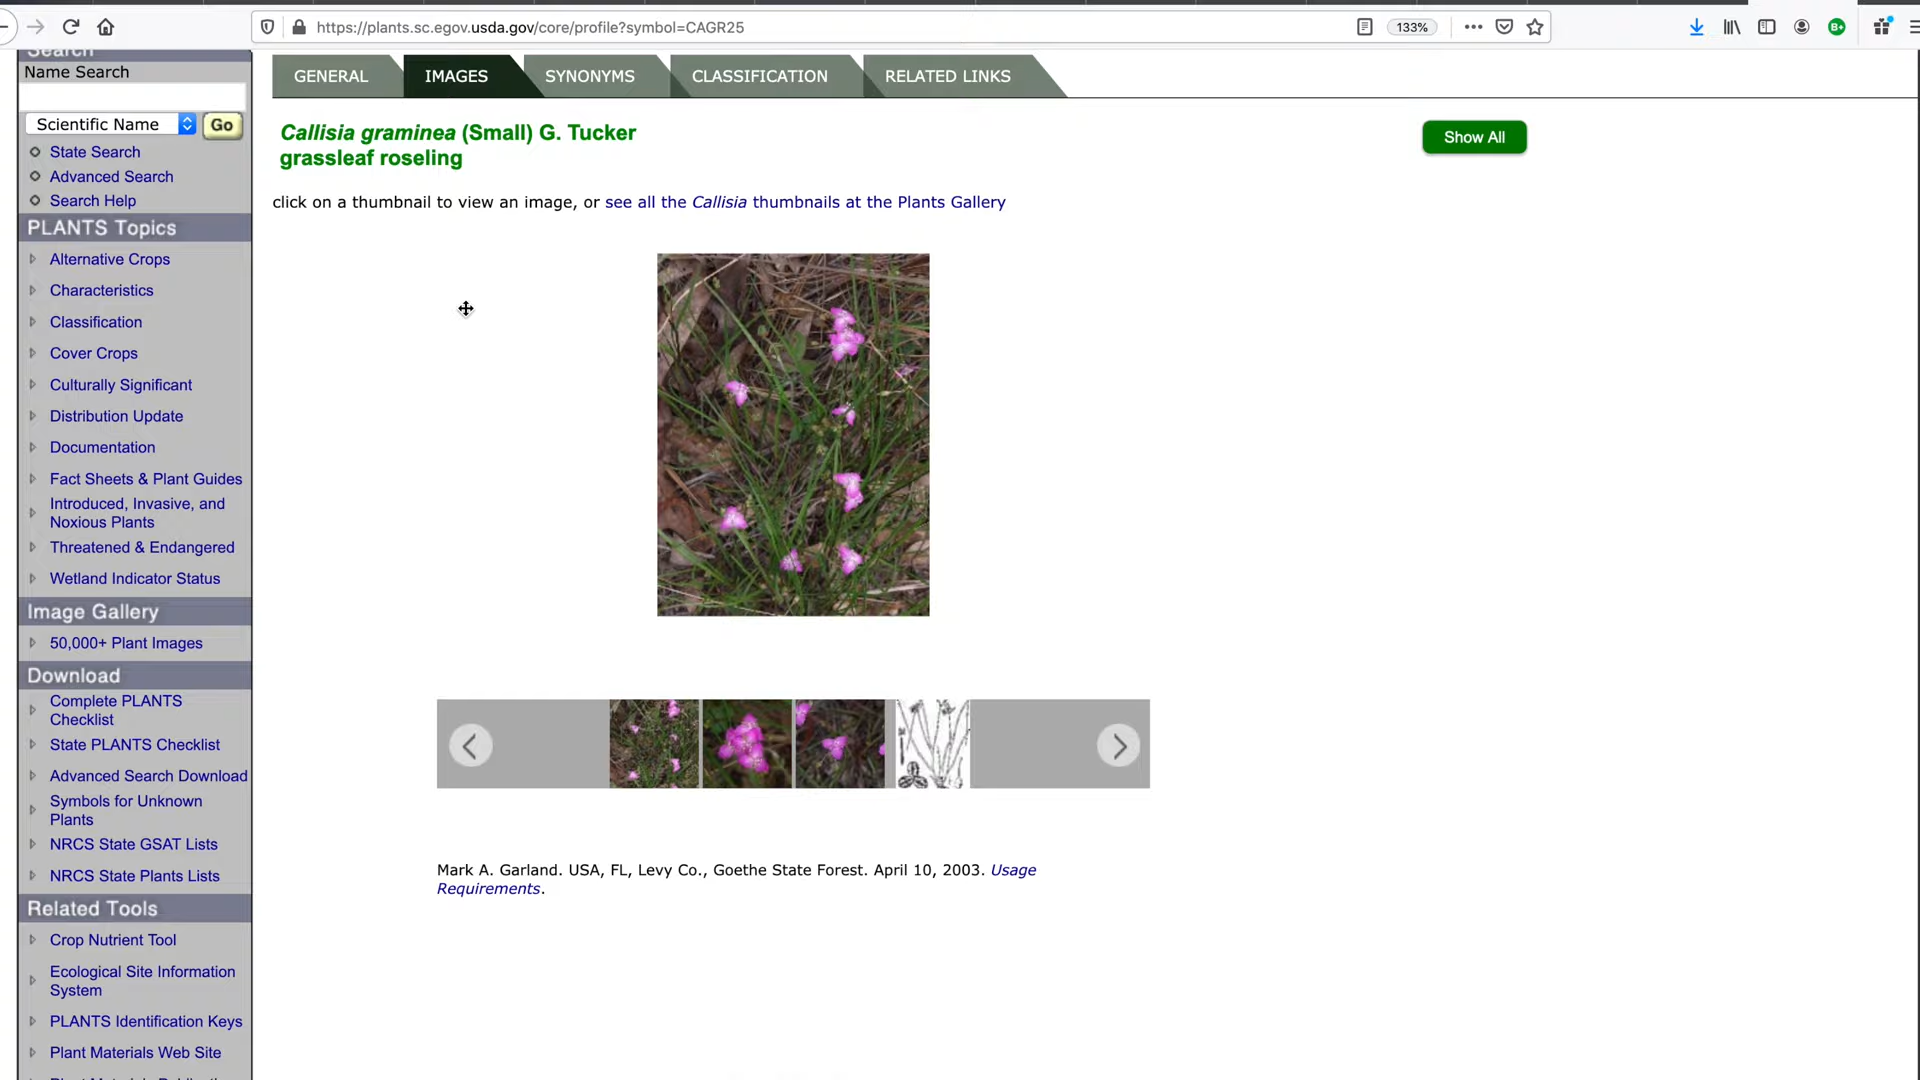 https://plants.sc.egov.usda.gov/core/profile?symbol=CAGR25
133%
Search
Name Search
Scientific Name
Go
State Search
Advanced Search
Search Help
PLANTS Topics
Alternative Crops
Characteristics
Classification
Cover Crops
Culturally Significant
Distribution Update
Documentation
Fact Sheets & Plant Guides
Introduced, Invasive, and
Noxious Plants
Threatened & Endangered
Wetland Indicator Status
Image Gallery
50,000+ Plant Images
Download
Complete PLANTS
Checklist
State PLANTS Checklist
Advanced Search Download
Symbols for Unknown
Plants
NRCS State GSAT Lists
NRCS State Plants Lists
Related Tools
Crop Nutrient Tool
Ecological Site Information
System
PLANTS Identification Keys
Plant Materials Web Site
GENERAL
IMAGES
SYNONYMS
CLASSIFICATION
RELATED LINKS
Callisia graminea (Small) G. Tucker
grassleaf roseling
Show All
click on a thumbnail to view an image, or see all the Callisia thumbnails at the Plants Gallery
Mark A. Garland. USA, FL, Levy Co., Goethe State Forest. April 10, 2003. Usage
Requirements.